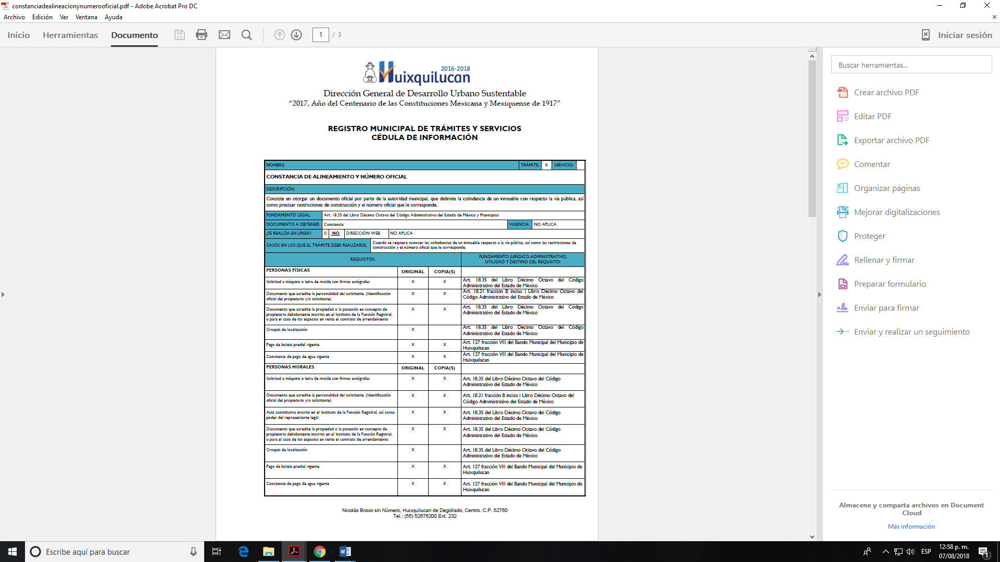 constanciadealineacionynumerooficial.pdf - Adobe Acrobat Pro DC
Archivo Edición Ver Ventana Ayuda
Inicio Herramientas Documento 1 / 3 Iniciar sesión
2016-2018
Huixquilucan
Dirección General de Desarrollo Urbano Sustentable
“2017, Año del Centenario de las Constituciones Mexicana y Mexiquense de 1917”
REGISTRO MUNICIPAL DE TRÁMITES Y SERVICIOS
CÉDULA DE INFORMACIÓN
NOMBRE: TRÁMITE: X SERVICIO:
CONSTANCIA DE ALINEAMIENTO Y NÚMERO OFICIAL
DESCRIPCIÓN:
Consiste en otorgar un documento oficial por parte de la autoridad municipal, que delimite la colindancia de un inmueble con respecto la vía pública, así
como precisar restricciones de construcción y el número oficial que le corresponde.
FUNDAMENTO LEGAL: Art. 18.35 del Libro Décimo Octavo del Código Administrativo del Estado de México y Municipios
DOCUMENTO A OBTENER: Constancia VIGENCIA: NO APLICA
¿SE REALIZA EN LÍNEA?: SI NO DIRECCIÓN WEB NO APLICA
CASOS EN LOS QUE EL TRÁMITE DEBE REALIZARSE: Cuando se requiera conocer las colindancias de un inmueble respecto a la vía pública, así como las restricciones de
construcción y el número oficial que le corresponde.
REQUISITOS: FUNDAMENTO JURÍDICO-ADMINISTRATIVO,
UTILIDAD Y DESTINO DEL REQUISITO:
PERSONAS FÍSICAS ORIGINAL COPIA(S)
Solicitud a máquina o letra de molde con firmas autógrafas X X Art. 18.35 del Libro Décimo Octavo del Código
Administrativo del Estado de México
Documento que acredite la personalidad del solicitante. (Identificación X X Art. 18.21 fracción B inciso I Libro Décimo Octavo del
oficial del propietario y/o solicitante) Código Administrativo del Estado de México
Documento que acredite la propiedad o la posesión en concepto de X X Art. 18.35 del Libro Décimo Octavo del Código
propietario debidamente inscrito en el Instituto de la Función Registral, Administrativo del Estado de México
o para el caso de los espacios en renta el contrato de arrendamiento
Croquis de localización X Art. 18.35 del Libro Décimo Octavo del Código
Administrativo del Estado de México
Pago de boleta predial vigente X X Art. 127 fracción VIII del Bando Municipal del Municipio de
Huixquilucan
Constancia de pago de agua vigente X X Art. 127 fracción VIII del Bando Municipal del Municipio de
Huixquilucan
PERSONAS MORALES ORIGINAL COPIA(S)
Solicitud a máquina o letra de molde con firmas autógrafas X X Art. 18.35 del Libro Décimo Octavo del Código
Administrativo del Estado de México
Documento que acredite la personalidad del solicitante. (Identificación X X Art. 18.21 fracción B inciso I Libro Décimo Octavo del
oficial del propietario y/o solicitante) Código Administrativo del Estado de México
Acta constitutiva inscrita en el Instituto de la Función Registral, así como X X Art. 18.35 del Libro Décimo Octavo del Código
poder del representante legal Administrativo del Estado de México
Documento que acredite la propiedad o la posesión en concepto de X X Art. 18.35 del Libro Décimo Octavo del Código
propietario debidamente inscrito en el Instituto de la Función Registral, Administrativo del Estado de México
o para el caso de los espacios en renta el contrato de arrendamiento
Croquis de localización X Art. 18.35 del Libro Décimo Octavo del Código
Administrativo del Estado de México
Pago de boleta predial vigente X X Art. 127 fracción VIII del Bando Municipal del Municipio de
Huixquilucan
Constancia de pago de agua vigente X X Art. 127 fracción VIII del Bando Municipal del Municipio de
Huixquilucan
Nicolás Bravo sin Número, Huixquilucan de Degollado, Centro. C.P. 52760
Tel.: (55) 52676200 Ext. 232
Buscar herramientas...
Crear archivo PDF
Editar PDF
Exportar archivo PDF
Comentar
Organizar páginas
Mejorar digitalizaciones
Proteger
Rellenar y firmar
Preparar formulario
Enviar para firmar
Enviar y realizar un seguimiento
Almacene y comparta archivos en Document
Cloud
Más información
Escribe aquí para buscar
ESP
12:58 p. m.
07/08/2018
1